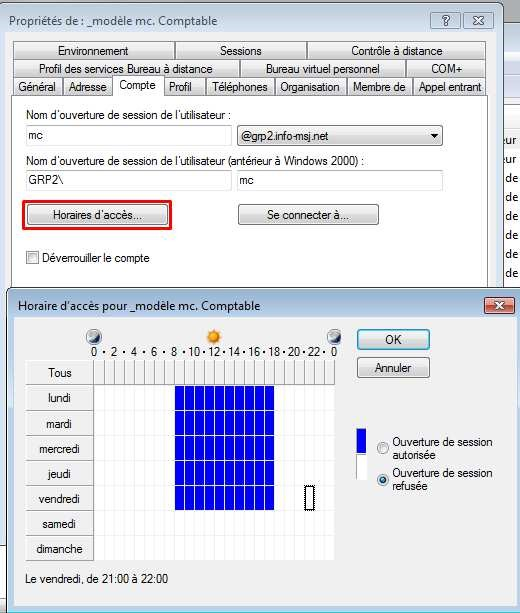 Propriétés de : _modèle mc. Comptable
Environnement Sessions Contrôle à distance
Profil des services Bureau à distance Bureau virtuel personnel COM+
Général Adresse Compte Profil Téléphones Organisation Membre de Appel entrant
Nom d'ouverture de session de l'utilisateur :
mc @grp2.info-msj.net
Nom d'ouverture de session de l'utilisateur (antérieur à Windows 2000) :
GRP2\ mc
Horaires d'accès... Se connecter à...
Déverrouiller le compte
Horaire d'accès pour _modèle mc. Comptable
0 · 2 · 4 · 6 · 8 · 10 · 12 · 14 · 16 · 18 · 20 · 22 · 0
OK
Annuler
Tous
lundi
mardi
mercredi
jeudi
vendredi
samedi
dimanche
Ouverture de session
autorisée
Ouverture de session
refusée
Le vendredi, de 21:00 à 22:00